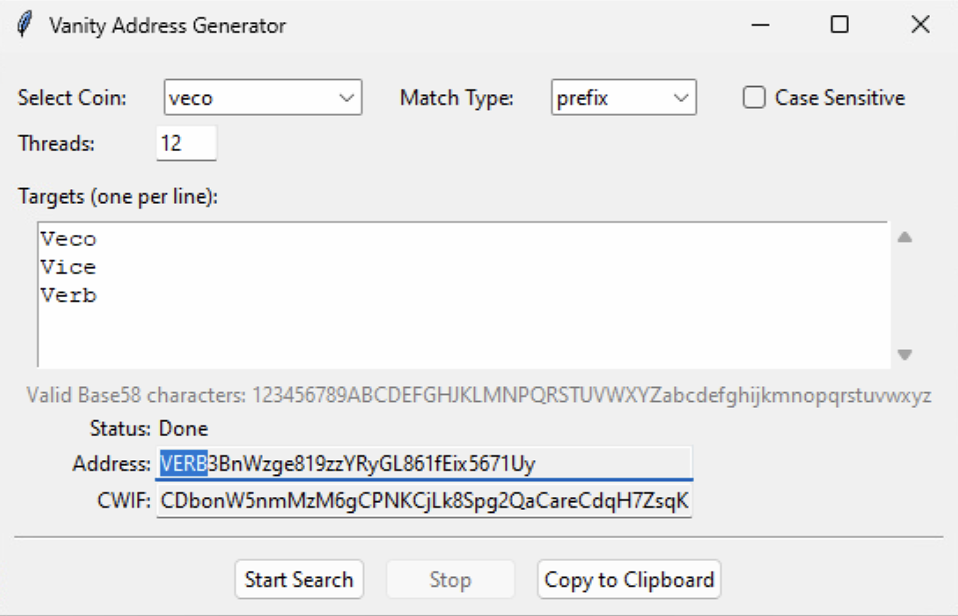 Vanity Address Generator
Select Coin: veco Match Type: prefix Case Sensitive
Threads: 12
Targets (one per line):
Veco
Vice
Verb
Valid Base58 characters: 123456789ABCDEFGHJKLMNPQRSTUVWXYZabcdefghijkmnopqrstuvwxyz
Status: Done
Address: VERB3BnWzge819zzYRyGL861fEix5671Uy
CWIF: CDbonW5nmMzM6gCPNKCjLk8Spg2QaCareCdqH7ZsqK
Start Search Stop Copy to Clipboard